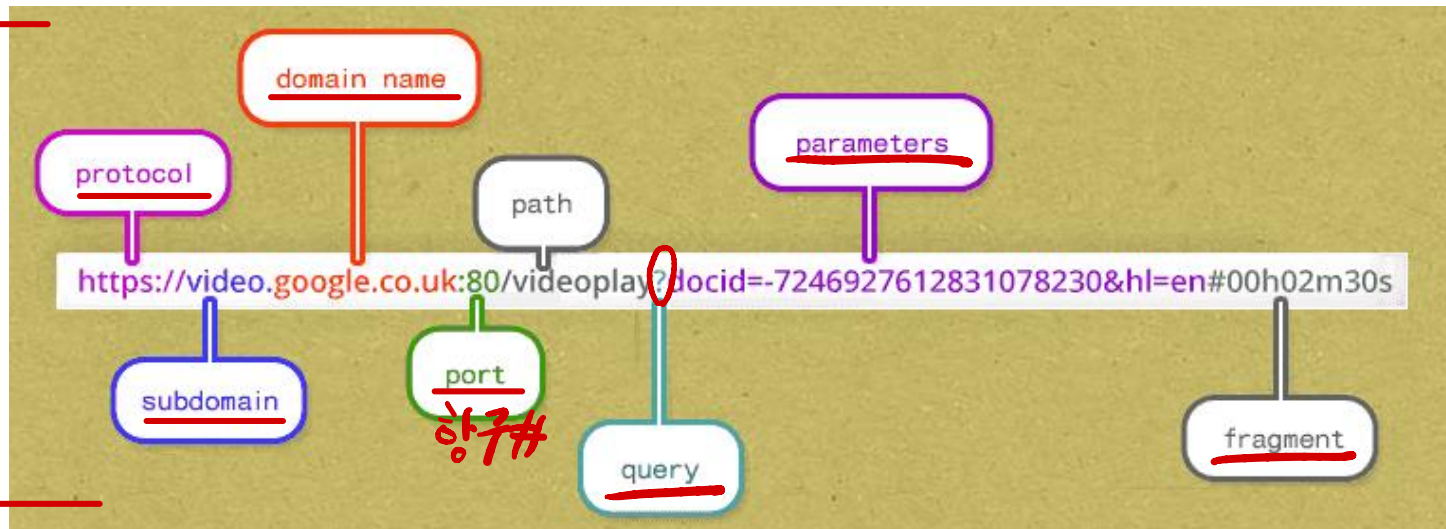 domain name
parameters
protocol
path
https://video.google.co.uk:80/videoplay?docid=-7246927612831078230&hl=en#00h02m30s
port
subdomain
항구#
fragment
query